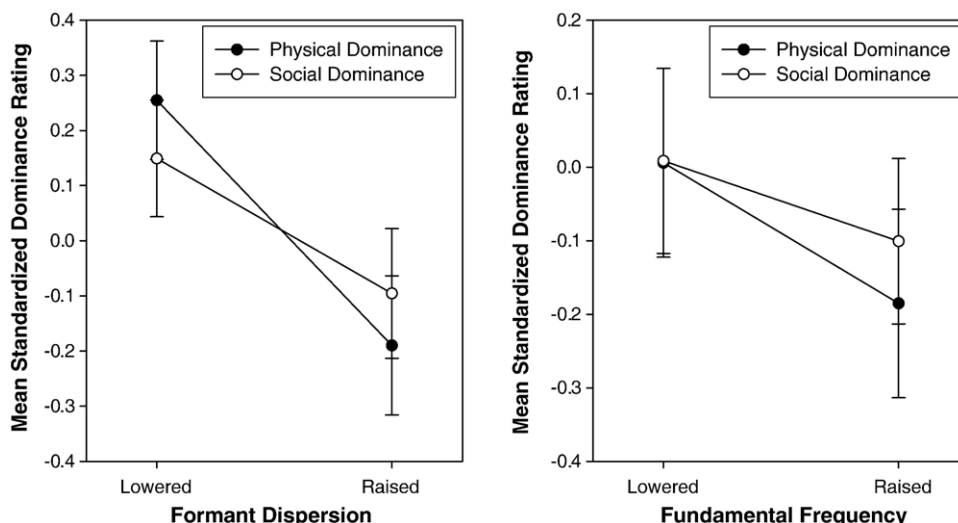 Mean Standardized Dominance Rating
0.4
0.3
0.2
0.1
0.0
-0.1
-0.2
-0.3
-0.4
Physical Dominance
Social Dominance
Lowered
Raised
Formant Dispersion
Mean Standardized Dominance Rating
0.2
0.1
0.0
-0.1
-0.2
-0.3
-0.4
Physical Dominance
Social Dominance
Lowered
Raised
Fundamental Frequency